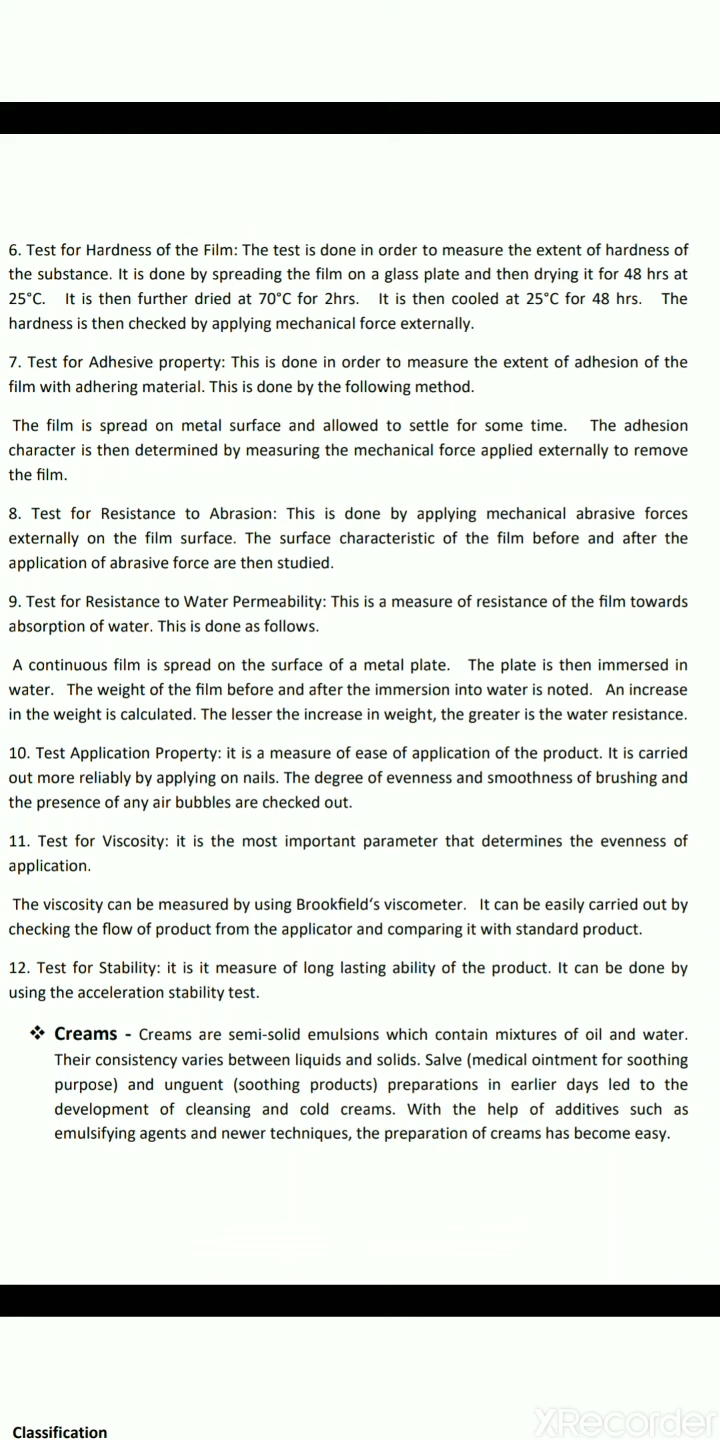 6. Test for Hardness of the Film: The test is done in order to measure the extent of hardness of
the substance. It is done by spreading the film on a glass plate and then drying it for 48 hrs at
25°C. It is then further dried at 70°C for 2hrs. It is then cooled at 25°C for 48 hrs. The
hardness is then checked by applying mechanical force externally.
7. Test for Adhesive property: This is done in order to measure the extent of adhesion of the
film with adhering material. This is done by the following method.
The film is spread on metal surface and allowed to settle for some time. The adhesion
character is then determined by measuring the mechanical force applied externally to remove
the film.
8. Test for Resistance to Abrasion: This is done by applying mechanical abrasive forces
externally on the film surface. The surface characteristic of the film before and after the
application of abrasive force are then studied.
9. Test for Resistance to Water Permeability: This is a measure of resistance of the film towards
absorption of water. This is done as follows.
A continuous film is spread on the surface of a metal plate. The plate is then immersed in
water. The weight of the film before and after the immersion into water is noted. An increase
in the weight is calculated. The lesser the increase in weight, the greater is the water resistance.
10. Test Application Property: it is a measure of ease of application of the product. It is carried
out more reliably by applying on nails. The degree of evenness and smoothness of brushing and
the presence of any air bubbles are checked out.
11. Test for Viscosity: it is the most important parameter that determines the evenness of
application.
The viscosity can be measured by using Brookfield‘s viscometer. It can be easily carried out by
checking the flow of product from the applicator and comparing it with standard product.
12. Test for Stability: it is it measure of long lasting ability of the product. It can be done by
using the acceleration stability test.
❖ Creams - Creams are semi-solid emulsions which contain mixtures of oil and water.
Their consistency varies between liquids and solids. Salve (medical ointment for soothing
purpose) and unguent (soothing products) preparations in earlier days led to the
development of cleansing and cold creams. With the help of additives such as
emulsifying agents and newer techniques, the preparation of creams has become easy.
Classification
XRecorder